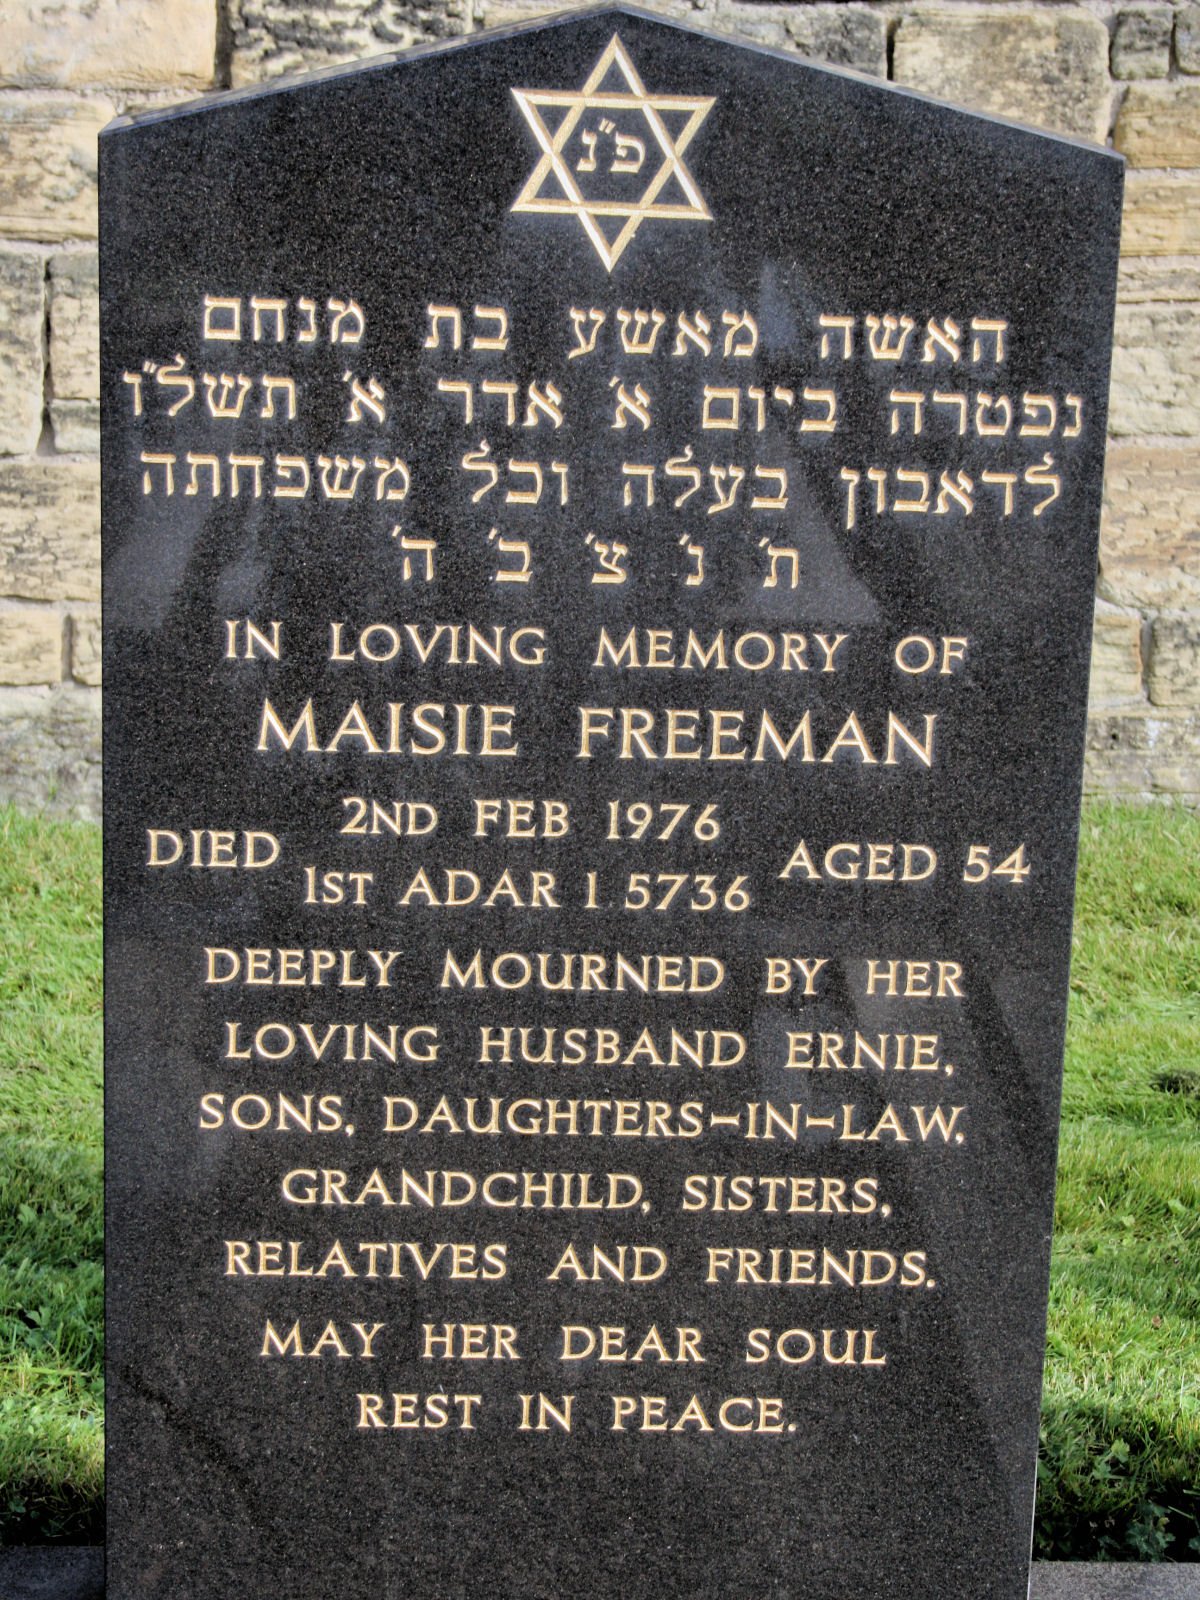 פ"נ
האשה מאשע בת מנחם
נפטרה ביום א' אדר א' תשל"ו
לדאבון בעלה וכל משפחתה
ת' נ' צ' ב' ה'
IN LOVING MEMORY OF
MAISIE FREEMAN
2ND FEB 1976
DIED AGED 54
1ST ADAR 1 5736
DEEPLY MOURNED BY HER
LOVING HUSBAND ERNIE,
SONS, DAUGHTERS-IN-LAW,
GRANDCHILD, SISTERS,
RELATIVES AND FRIENDS.
MAY HER DEAR SOUL
REST IN PEACE.